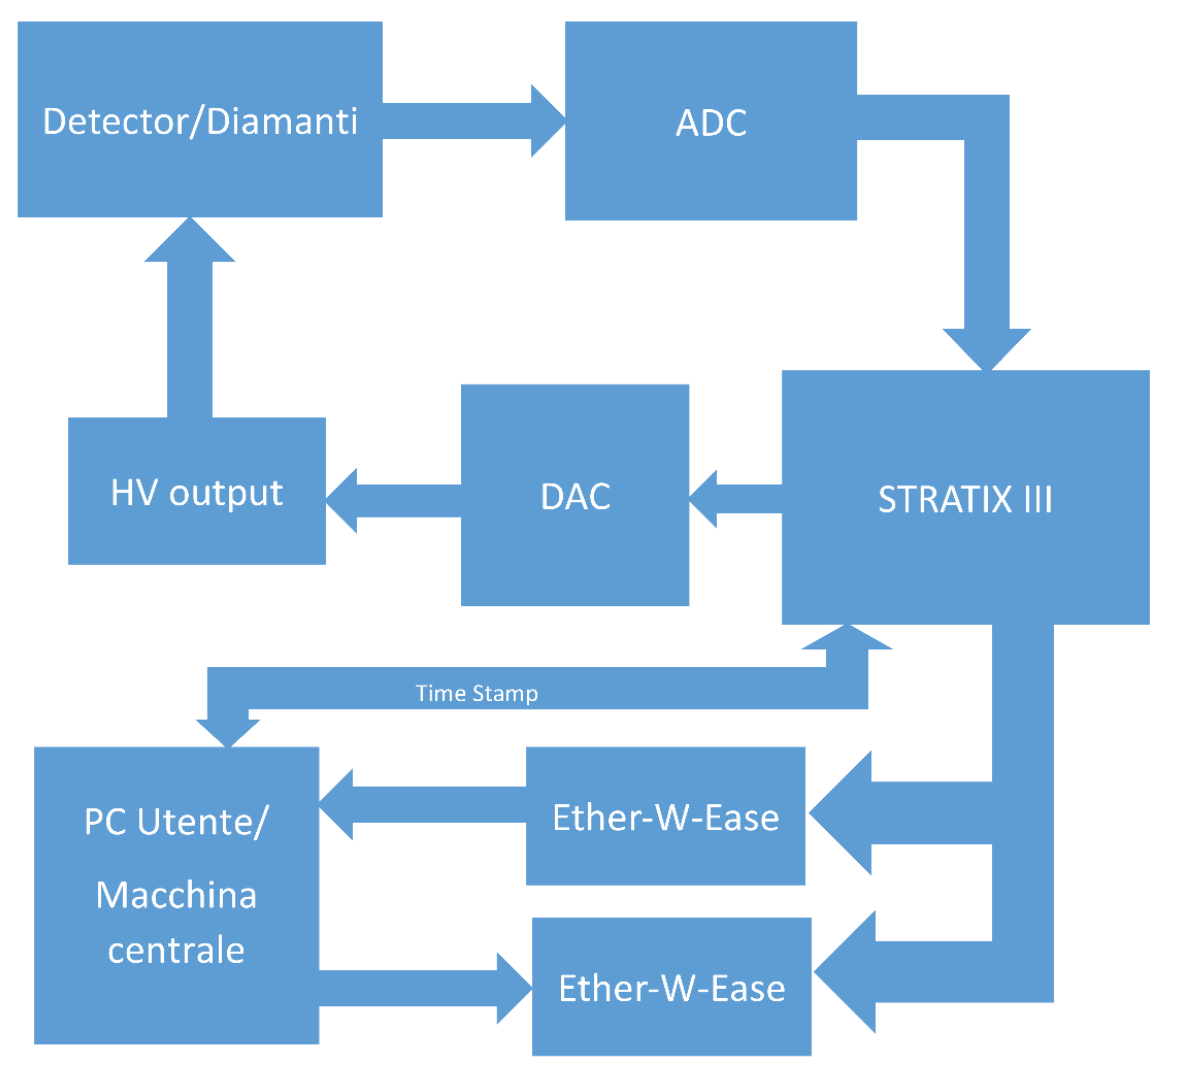 Detector/Diamanti
ADC
HV output
DAC
STRATIX III
Time Stamp
PC Utente/
Macchina
centrale
Ether-W-Ease
Ether-W-Ease